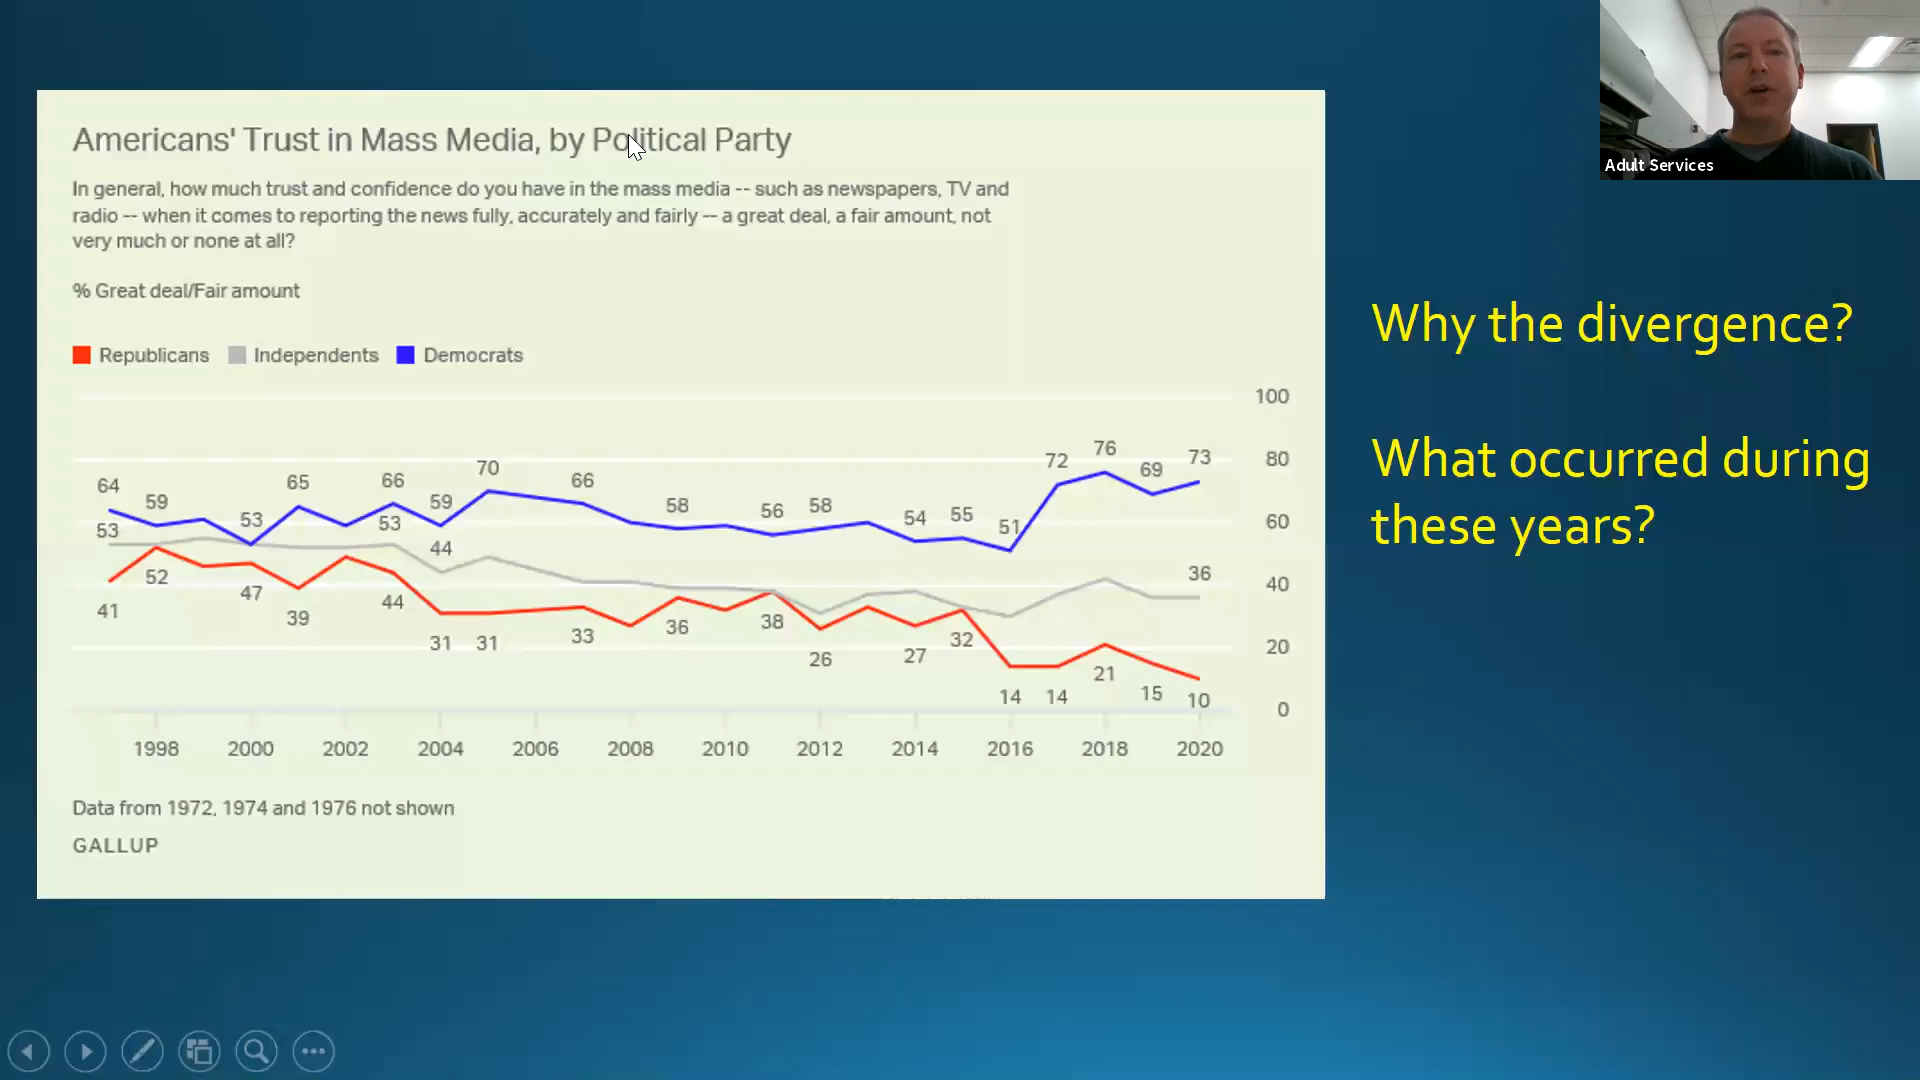 Americans' Trust in Mass Media, by Political Party
In general, how much trust and confidence do you have in the mass media -- such as newspapers, TV and
radio -- when it comes to reporting the news fully, accurately and fairly -- a great deal, a fair amount, not
very much or none at all?
% Great deal/Fair amount
Republicans Independents Democrats
100
80
60
40
20
0
64 59 53 65 66 59 70 66 58 56 58 54 55 51 72 76 69 73
53 53 44 36
41 52 47 39 44 31 31 33 36 38 26 27 32 14 14 21 15 10
1998 2000 2002 2004 2006 2008 2010 2012 2014 2016 2018 2020
Data from 1972, 1974 and 1976 not shown
GALLUP
Adult Services
Why the divergence?
What occurred during
these years?